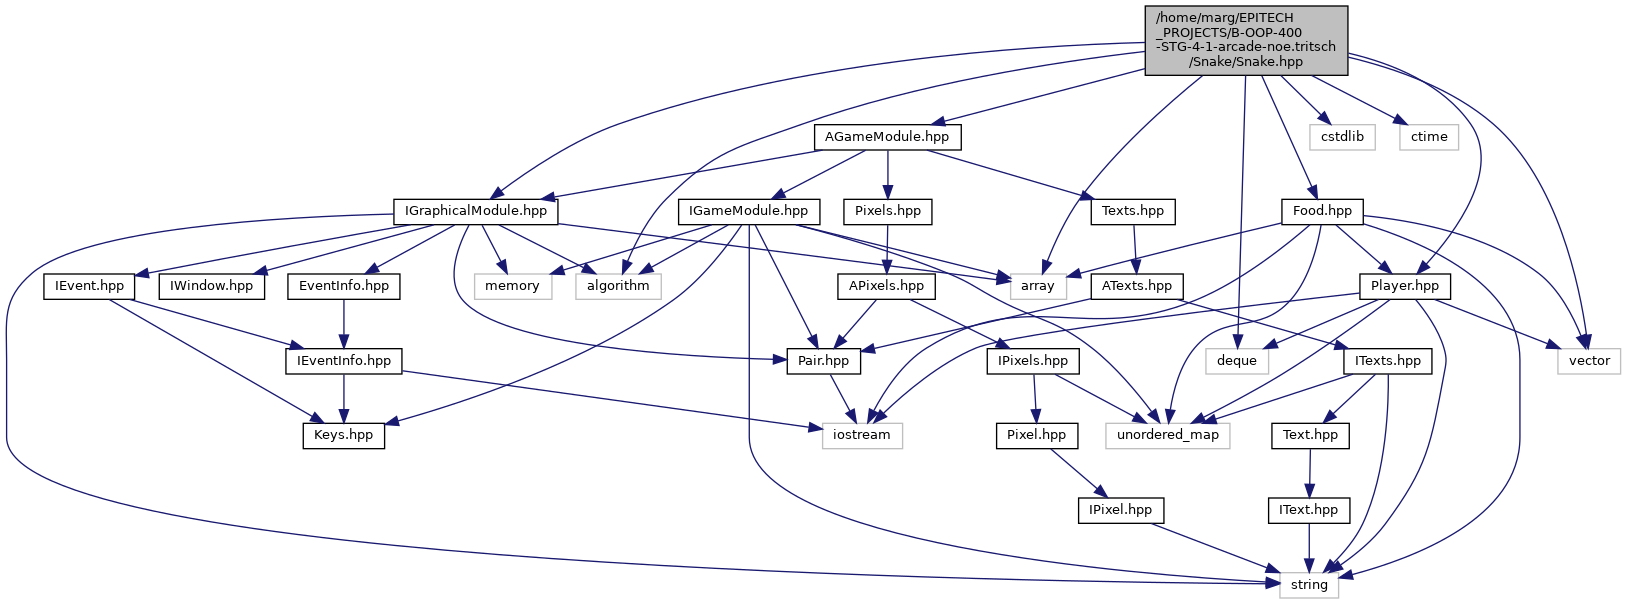 /home/marg/EPITECH
_PROJECTS/B-OOP-400
-STG-4-1-arcade-noe.tritsch
/Snake/Snake.hpp
AGameModule.hpp
cstdlib
ctime
IGraphicalModule.hpp
IGameModule.hpp
Pixels.hpp
Texts.hpp
Food.hpp
IEvent.hpp
IWindow.hpp
EventInfo.hpp
memory
algorithm
APixels.hpp
array
ATexts.hpp
Player.hpp
IEventInfo.hpp
Pair.hpp
IPixels.hpp
deque
ITexts.hpp
vector
Keys.hpp
iostream
Pixel.hpp
unordered_map
Text.hpp
IPixel.hpp
IText.hpp
string